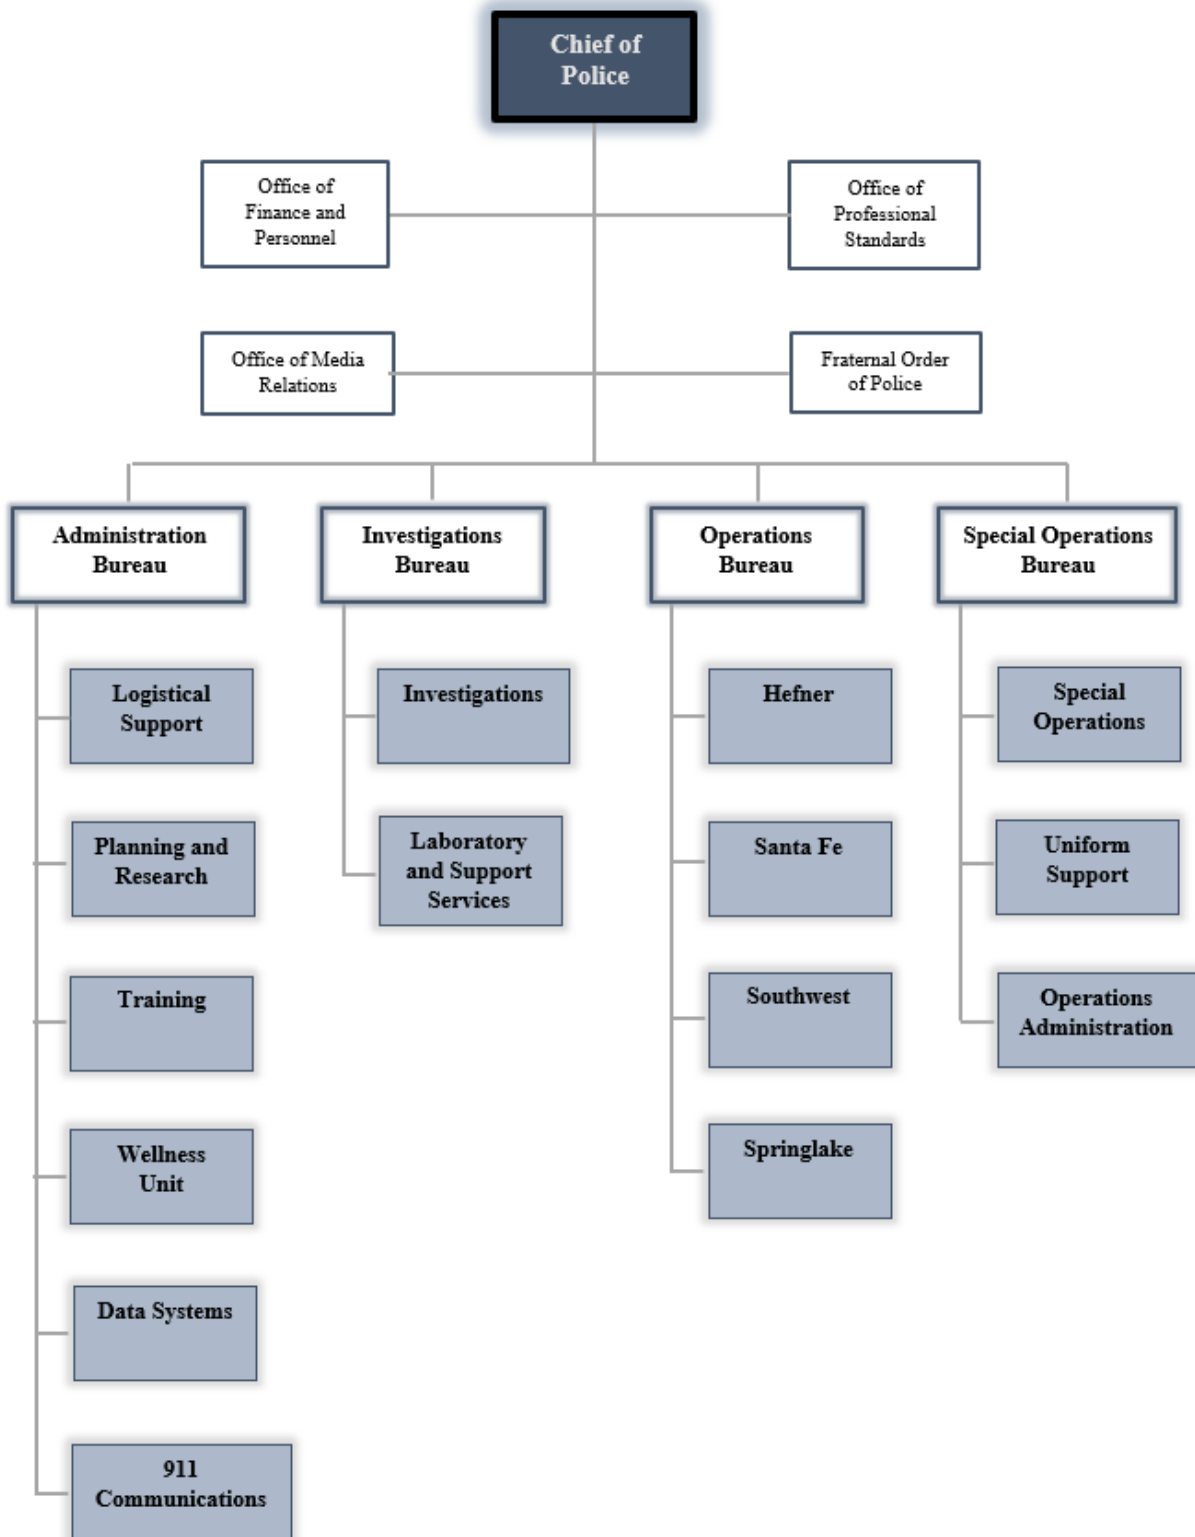 Chief of
Police
Office of
Finance and
Personnel
Office of
Professional
Standards
Office of Media
Relations
Fraternal Order
of Police
Administration
Bureau
Investigations
Bureau
Operations
Bureau
Special Operations
Bureau
Logistical
Support
Investigations
Hefner
Special
Operations
Planning and
Research
Laboratory
and Support
Services
Santa Fe
Uniform
Support
Training
Southwest
Operations
Administration
Wellness
Unit
Springlake
Data Systems
911
Communications